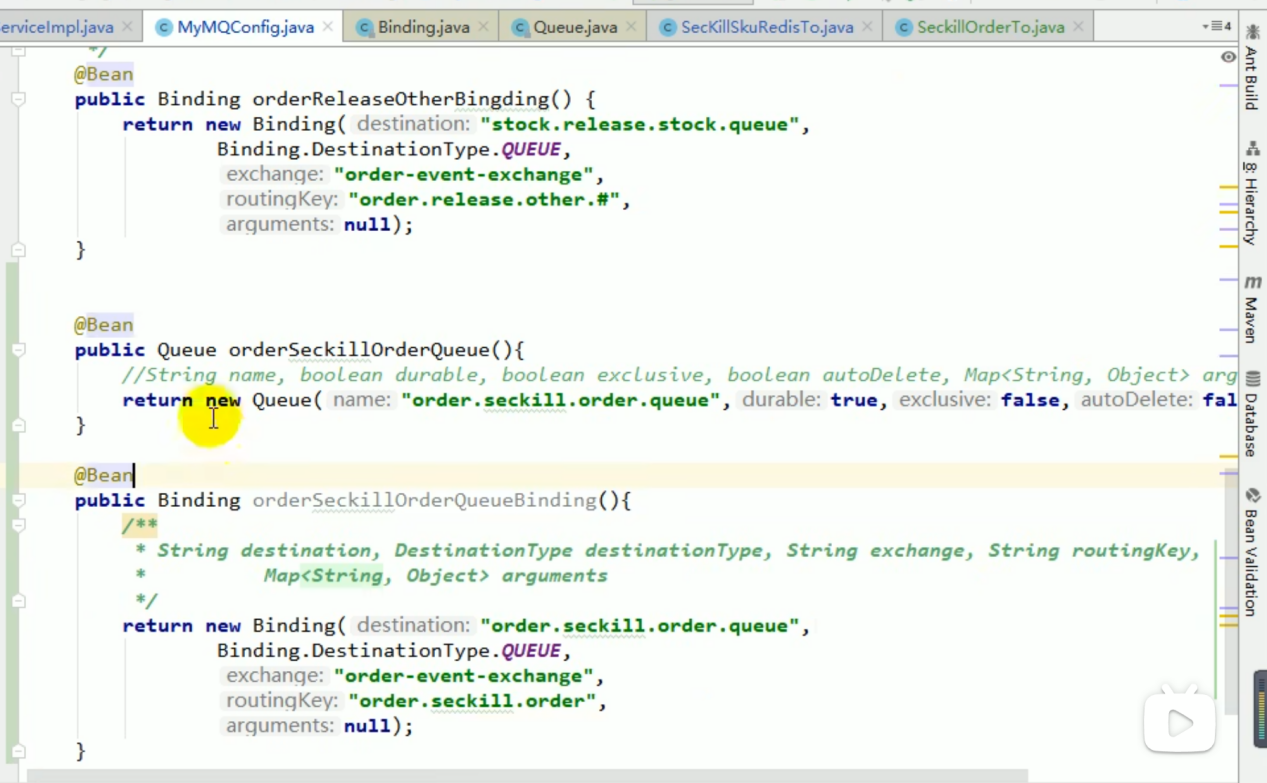 erviceImpl.java × MyMQConfig.java × Binding.java × Queue.java × SecKillSkuRedisTo.java × SeckillOrderTo.java × 4
*/
@Bean
public Binding orderReleaseOtherBingding() {
return new Binding( destination: "stock.release.stock.queue",
Binding.DestinationType.QUEUE,
exchange: "order-event-exchange",
routingKey: "order.release.other.#",
arguments: null);
}
@Bean
public Queue orderSeckillOrderQueue(){
//String name, boolean durable, boolean exclusive, boolean autoDelete, Map<String, Object> arg
return new Queue( name: "order.seckill.order.queue", durable: true, exclusive: false, autoDelete: fal
}
@Bean
public Binding orderSeckillOrderQueueBinding(){
/**
* String destination, DestinationType destinationType, String exchange, String routingKey,
* Map<String, Object> arguments
*/
return new Binding( destination: "order.seckill.order.queue",
Binding.DestinationType.QUEUE,
exchange: "order-event-exchange",
routingKey: "order.seckill.order",
arguments: null);
}
Ant Build
8: Hierarchy
m Maven
Database
Bean Validation